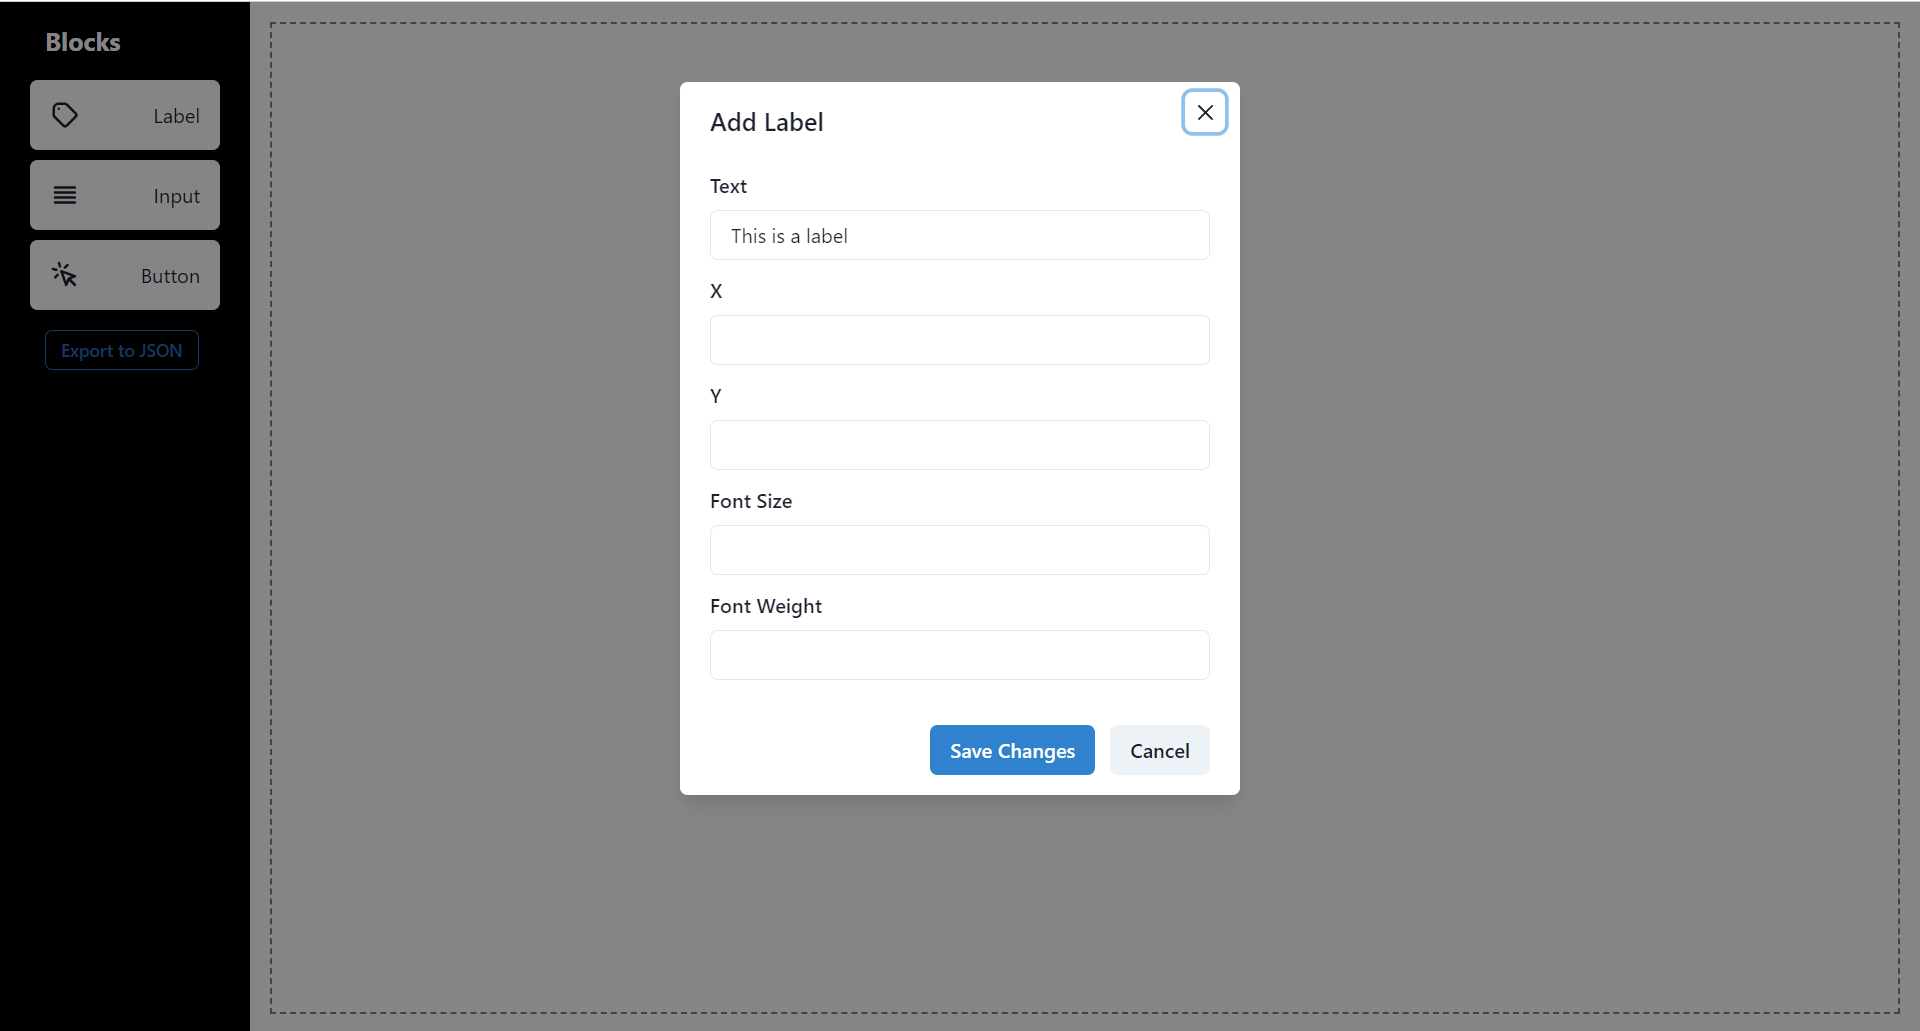 Blocks
Label
Input
Button
Export to JSON
Add Label
Text
This is a label
X
Y
Font Size
Font Weight
Save Changes
Cancel